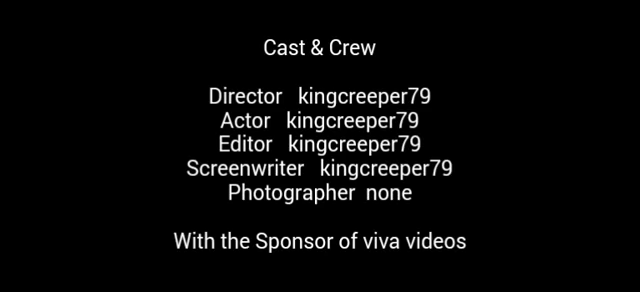 Cast & Crew
Director kingcreeper79
Actor kingcreeper79
Editor kingcreeper79
Screenwriter kingcreeper79
Photographer none
With the Sponsor of viva videos